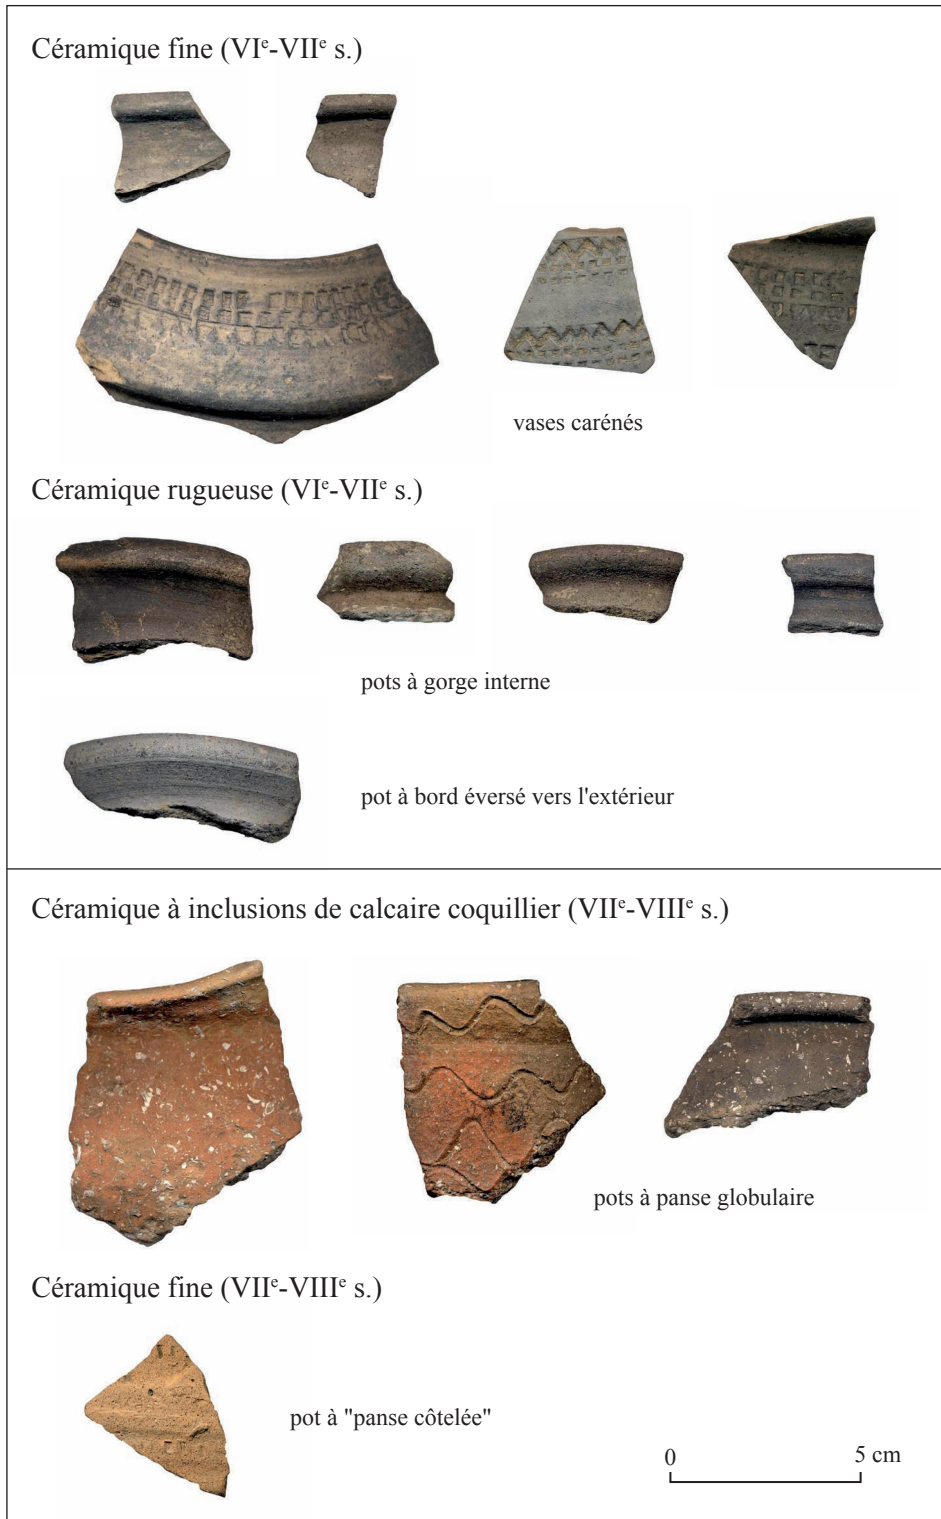 Céramique fine (VIᵉ-VIIᵉ s.)
vases carénés
Céramique rugueuse (VIᵉ-VIIᵉ s.)
pots à gorge interne
pot à bord éversé vers l'extérieur
Céramique à inclusions de calcaire coquillier (VIIᵉ-VIIIᵉ s.)
pots à panse globulaire
Céramique fine (VIIᵉ-VIIIᵉ s.)
pot à "panse côtelée"
0 5 cm